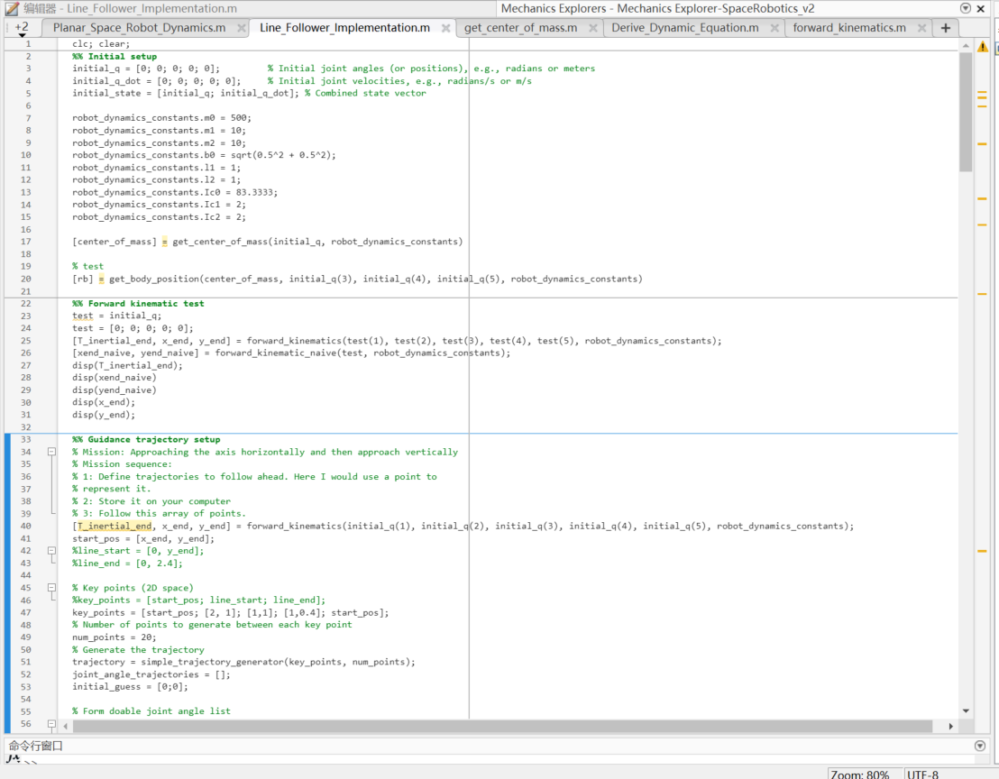 编辑器 - Line_Follower_Implementation.m
Mechanics Explorers - Mechanics Explorer-SpaceRobotics_v2
+2 Planar_Space_Robot_Dynamics.m Line_Follower_Implementation.m get_center_of_mass.m Derive_Dynamic_Equation.m forward_kinematics.m +
1 clc; clear;
2 %% Initial setup
3 initial_q = [0; 0; 0; 0; 0]; % Initial joint angles (or positions), e.g., radians or meters
4 initial_q_dot = [0; 0; 0; 0; 0]; % Initial joint velocities, e.g., radians/s or m/s
5 initial_state = [initial_q; initial_q_dot]; % Combined state vector
6
7 robot_dynamics_constants.m0 = 500;
8 robot_dynamics_constants.m1 = 10;
9 robot_dynamics_constants.m2 = 10;
10 robot_dynamics_constants.b0 = sqrt(0.5^2 + 0.5^2);
11 robot_dynamics_constants.l1 = 1;
12 robot_dynamics_constants.l2 = 1;
13 robot_dynamics_constants.Ic0 = 83.3333;
14 robot_dynamics_constants.Ic1 = 2;
15 robot_dynamics_constants.Ic2 = 2;
16
17 [center_of_mass] = get_center_of_mass(initial_q, robot_dynamics_constants)
18
19 % test
20 [rb] = get_body_position(center_of_mass, initial_q(3), initial_q(4), initial_q(5), robot_dynamics_constants)
21
22 %% Forward kinematic test
23 test = initial_q;
24 test = [0; 0; 0; 0; 0];
25 [T_inertial_end, x_end, y_end] = forward_kinematics(test(1), test(2), test(3), test(4), test(5), robot_dynamics_constants);
26 [xend_naive, yend_naive] = forward_kinematic_naive(test, robot_dynamics_constants);
27 disp(T_inertial_end);
28 disp(xend_naive)
29 disp(yend_naive)
30 disp(x_end);
31 disp(y_end);
32
33 %% Guidance trajectory setup
34 % Mission: Approaching the axis horizontally and then approach vertically
35 % Mission sequence:
36 % 1: Define trajectories to follow ahead. Here I would use a point to
37 % represent it.
38 % 2: Store it on your computer
39 % 3: Follow this array of points.
40 [T_inertial_end, x_end, y_end] = forward_kinematics(initial_q(1), initial_q(2), initial_q(3), initial_q(4), initial_q(5), robot_dynamics_constants);
41 start_pos = [x_end, y_end];
42 %line_start = [0, y_end];
43 %line_end = [0, 2.4];
44
45 % Key points (2D space)
46 %key_points = [start_pos; line_start; line_end];
47 key_points = [start_pos; [2, 1]; [1,1]; [1,0.4]; start_pos];
48 % Number of points to generate between each key point
49 num_points = 20;
50 % Generate the trajectory
51 trajectory = simple_trajectory_generator(key_points, num_points);
52 joint_angle_trajectories = [];
53 initial_guess = [0;0];
54
55 % Form doable joint angle list
56
命令行窗口
fx >>
Zoom: 80% UTF-8